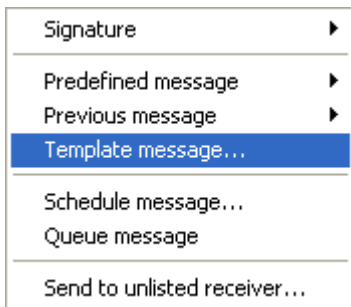 Signature
Predefined message
Previous message
Template message...
Schedule message...
Queue message
Send to unlisted receiver...